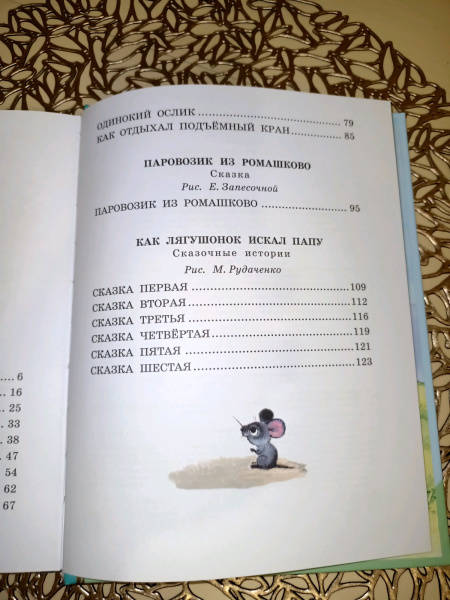 .... 6
.. 16
... 25
.. 33
.. 38
... 47
.. 54
... 62
... 67
ОДИНОКИЙ ОСЛИК ........ 79
КАК ОТДЫХАЛ ПОДЪЁМНЫЙ КРАН ........ 85
ПАРОВОЗИК ИЗ РОМАШКОВО
Сказка
Рис. Е. Запесочной
ПАРОВОЗИК ИЗ РОМАШКОВО ........ 95
КАК ЛЯГУШОНОК ИСКАЛ ПАПУ
Сказочные истории
Рис. М. Рудаченко
СКАЗКА ПЕРВАЯ ........ 109
СКАЗКА ВТОРАЯ ........ 112
СКАЗКА ТРЕТЬЯ ........ 116
СКАЗКА ЧЕТВЁРТАЯ ........ 119
СКАЗКА ПЯТАЯ ........ 121
СКАЗКА ШЕСТАЯ ........ 123